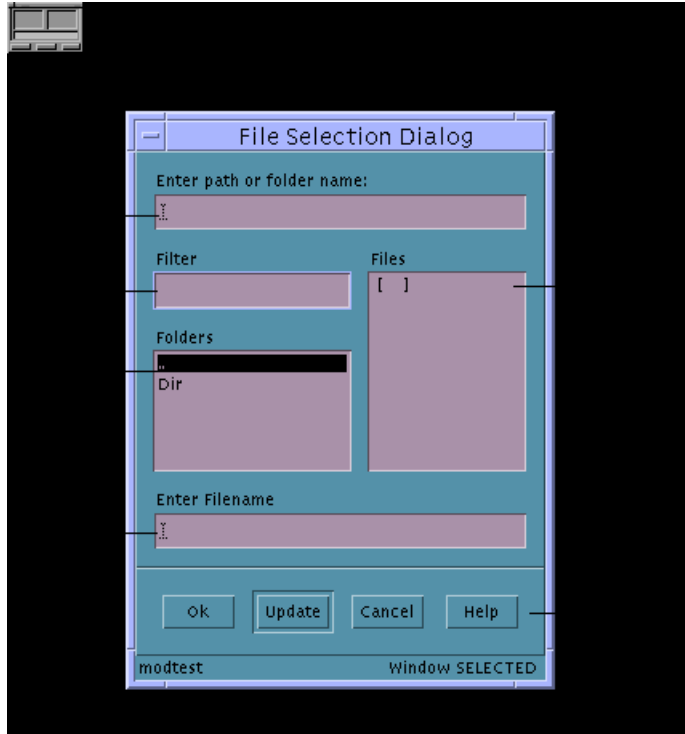 File Selection Dialog
Enter path or folder name:
Filter
Files
[ ]
Folders
..
Dir
Enter Filename
Ok Update Cancel Help
modtest Window SELECTED